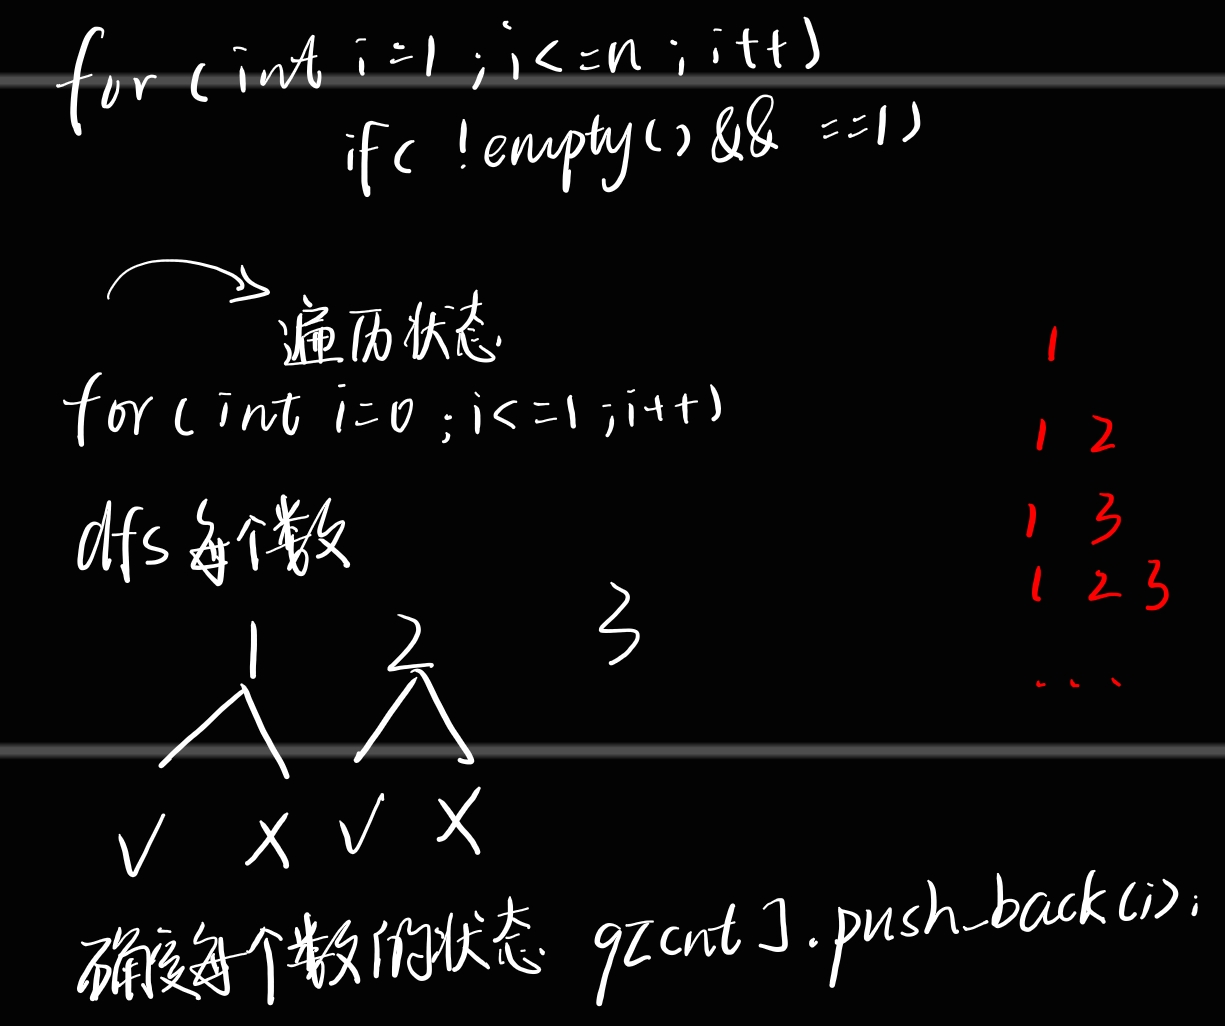 for (int i=1 ; i<=n ; i++)
if( !empty() && ==1)
遍历状态
for (int i=0 ; i<=1 ; i++)
dfs 每个数
1 2 3
√ X √ X
确定每个数的状态 q[cnt].push_back(i);
1
1 2
1 3
1 2 3
...